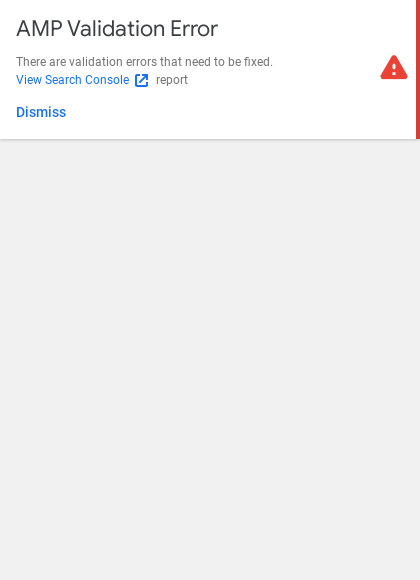 AMP Validation Error
There are validation errors that need to be fixed.
View Search Console report
Dismiss